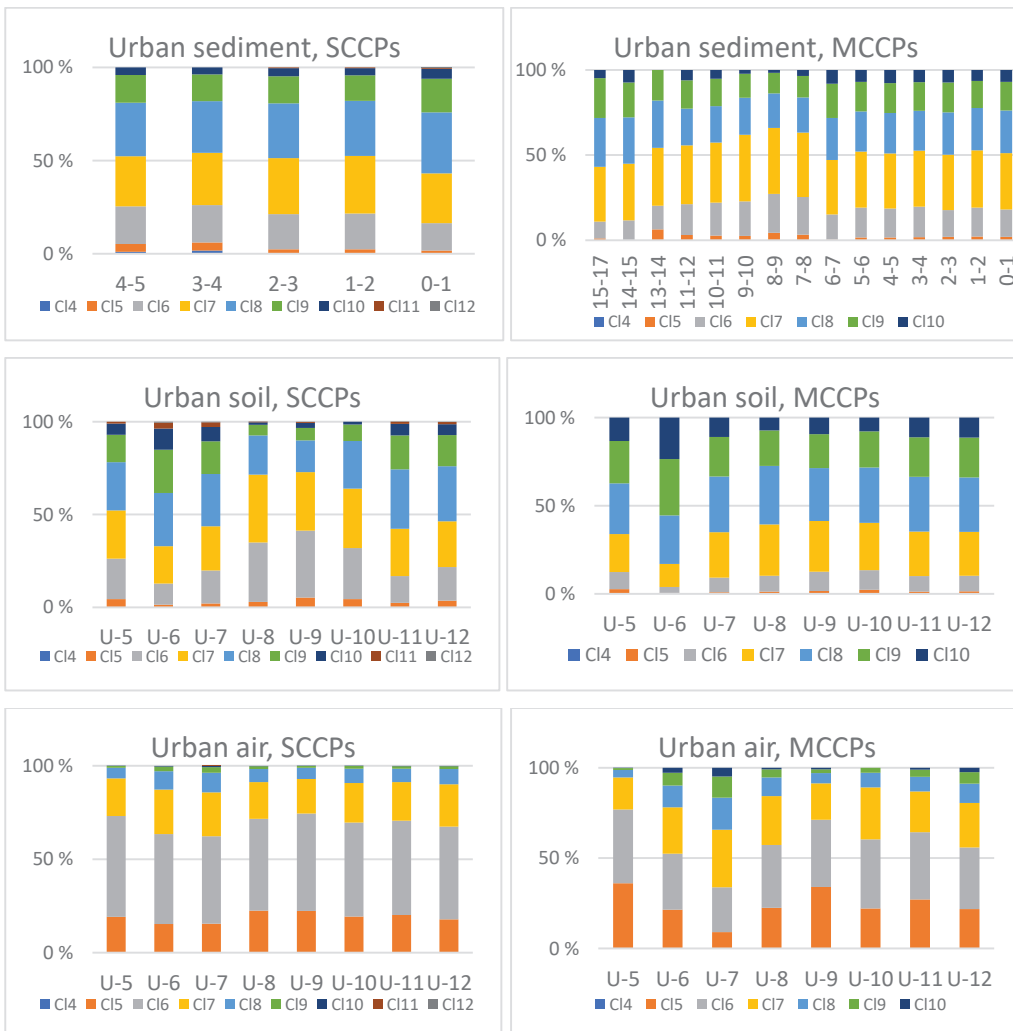 Urban sediment, SCCPs
100 %
50 %
0 %
4-5 3-4 2-3 1-2 0-1
Cl4 Cl5 Cl6 Cl7 Cl8 Cl9 Cl10 Cl11 Cl12
Urban sediment, MCCPs
100 %
50 %
0 %
15-17 14-15 13-14 11-12 10-11 9-10 8-9 7-8 6-7 5-6 4-5 3-4 2-3 1-2 0-1
Cl4 Cl5 Cl6 Cl7 Cl8 Cl9 Cl10
Urban soil, SCCPs
100 %
50 %
0 %
U-5 U-6 U-7 U-8 U-9 U-10 U-11 U-12
Cl4 Cl5 Cl6 Cl7 Cl8 Cl9 Cl10 Cl11 Cl12
Urban soil, MCCPs
100 %
50 %
0 %
U-5 U-6 U-7 U-8 U-9 U-10 U-11 U-12
Cl4 Cl5 Cl6 Cl7 Cl8 Cl9 Cl10
Urban air, SCCPs
100 %
50 %
0 %
U-5 U-6 U-7 U-8 U-9 U-10 U-11 U-12
Cl4 Cl5 Cl6 Cl7 Cl8 Cl9 Cl10 Cl11 Cl12
Urban air, MCCPs
100 %
50 %
0 %
U-5 U-6 U-7 U-8 U-9 U-10 U-11 U-12
Cl4 Cl5 Cl6 Cl7 Cl8 Cl9 Cl10